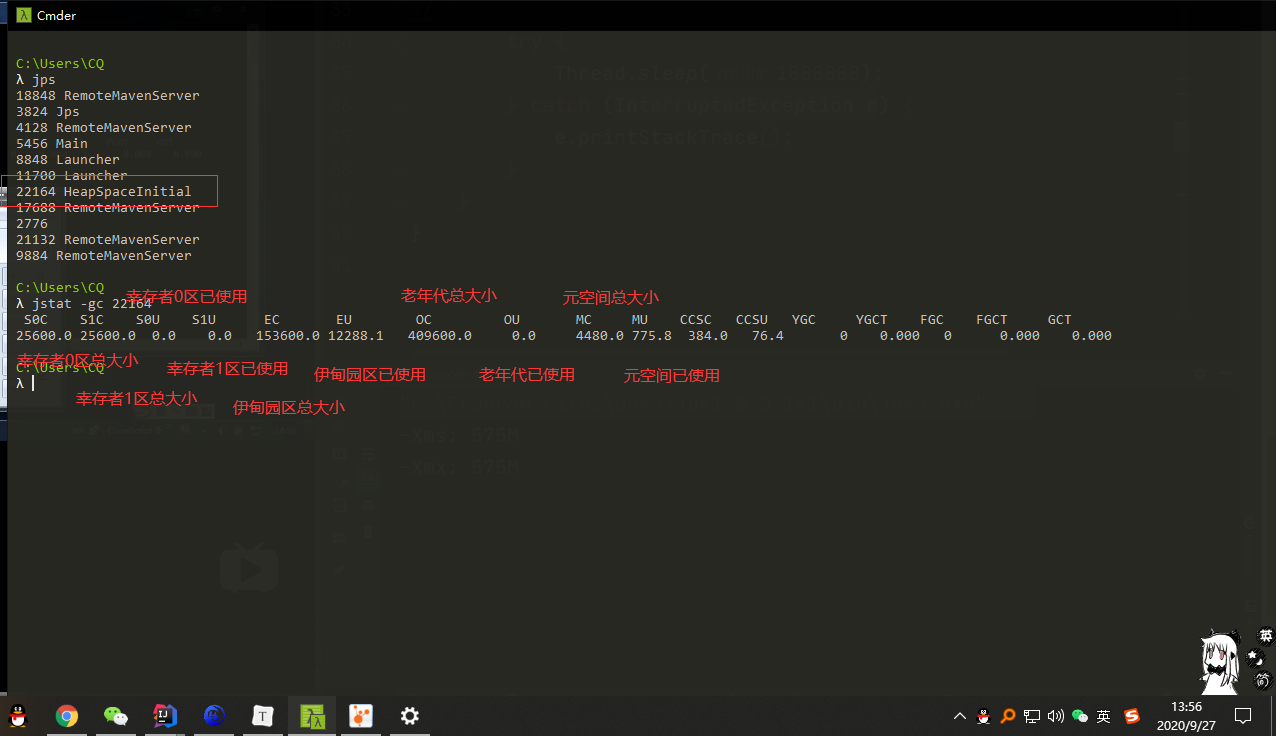 Cmder
C:\Users\CQ
λ jps
18848 RemoteMavenServer
3824 Jps
4128 RemoteMavenServer
5456 Main
8848 Launcher
11700 Launcher
22164 HeapSpaceInitial
17688 RemoteMavenServer
2776
21132 RemoteMavenServer
9884 RemoteMavenServer
C:\Users\CQ
幸存者0区已使用 老年代总大小 元空间总大小
λ jstat -gc 22164
S0C S1C S0U S1U EC EU OC OU MC MU CCSC CCSU YGC YGCT FGC FGCT GCT
25600.0 25600.0 0.0 0.0 153600.0 12288.1 409600.0 0.0 4480.0 775.8 384.0 76.4 0 0.000 0 0.000 0.000
幸存者0区总大小
C:\Users\CQ
幸存者1区已使用 伊甸园区已使用 老年代已使用 元空间已使用
λ
幸存者1区总大小 伊甸园区总大小
-Xms: 575M
-Xmx: 575M
英
简
英
13:56
2020/9/27